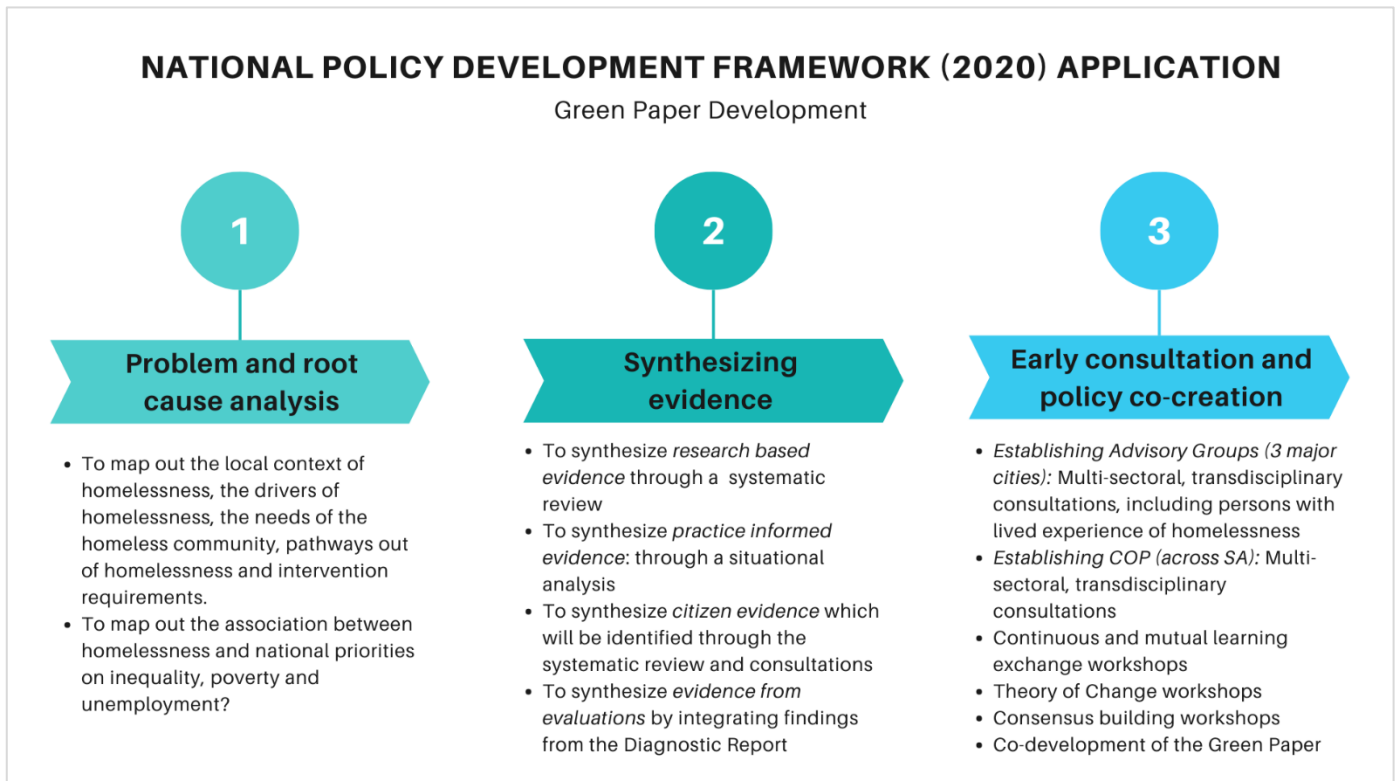 NATIONAL POLICY DEVELOPMENT FRAMEWORK (2020) APPLICATION
Green Paper Development
1
Problem and root
cause analysis
• To map out the local context of
homelessness, the drivers of
homelessness, the needs of the
homeless community, pathways out
of homelessness and intervention
requirements.
• To map out the association between
homelessness and national priorities
on inequality, poverty and
unemployment?
2
Synthesizing
evidence
• To synthesize research based
evidence through a systematic
review
• To synthesize practice informed
evidence: through a situational
analysis
• To synthesize citizen evidence which
will be identified through the
systematic review and consultations
• To synthesize evidence from
evaluations by integrating findings
from the Diagnostic Report
3
Early consultation and
policy co-creation
• Establishing Advisory Groups (3 major
cities): Multi-sectoral, transdisciplinary
consultations, including persons with
lived experience of homelessness
• Establishing COP (across SA): Multi-
sectoral, transdisciplinary
consultations
• Continuous and mutual learning
exchange workshops
• Theory of Change workshops
• Consensus building workshops
• Co-development of the Green Paper